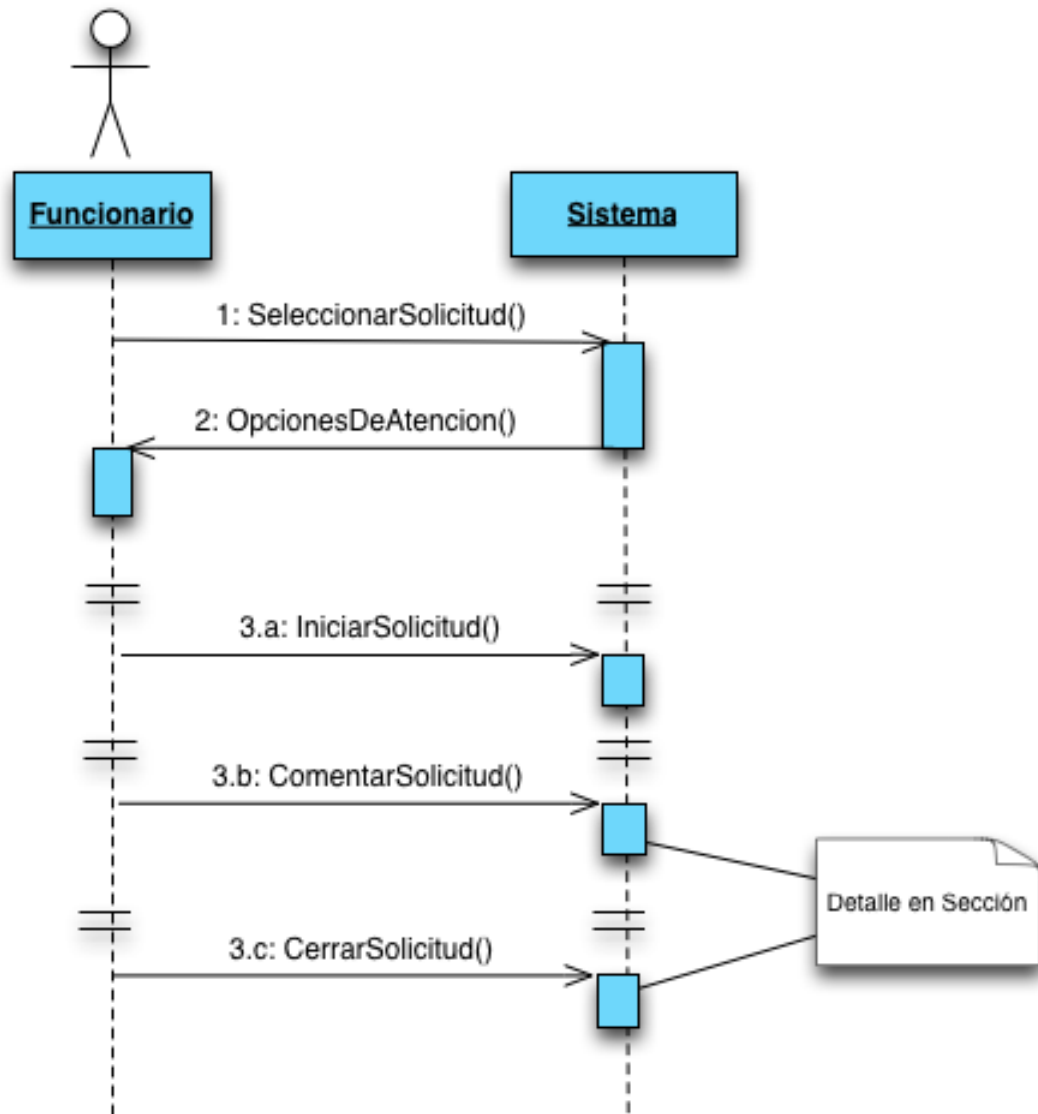 Funcionario
Sistema
1: SeleccionarSolicitud()
2: OpcionesDeAtencion()
3.a: IniciarSolicitud()
3.b: ComentarSolicitud()
Detalle en Sección
3.c: CerrarSolicitud()